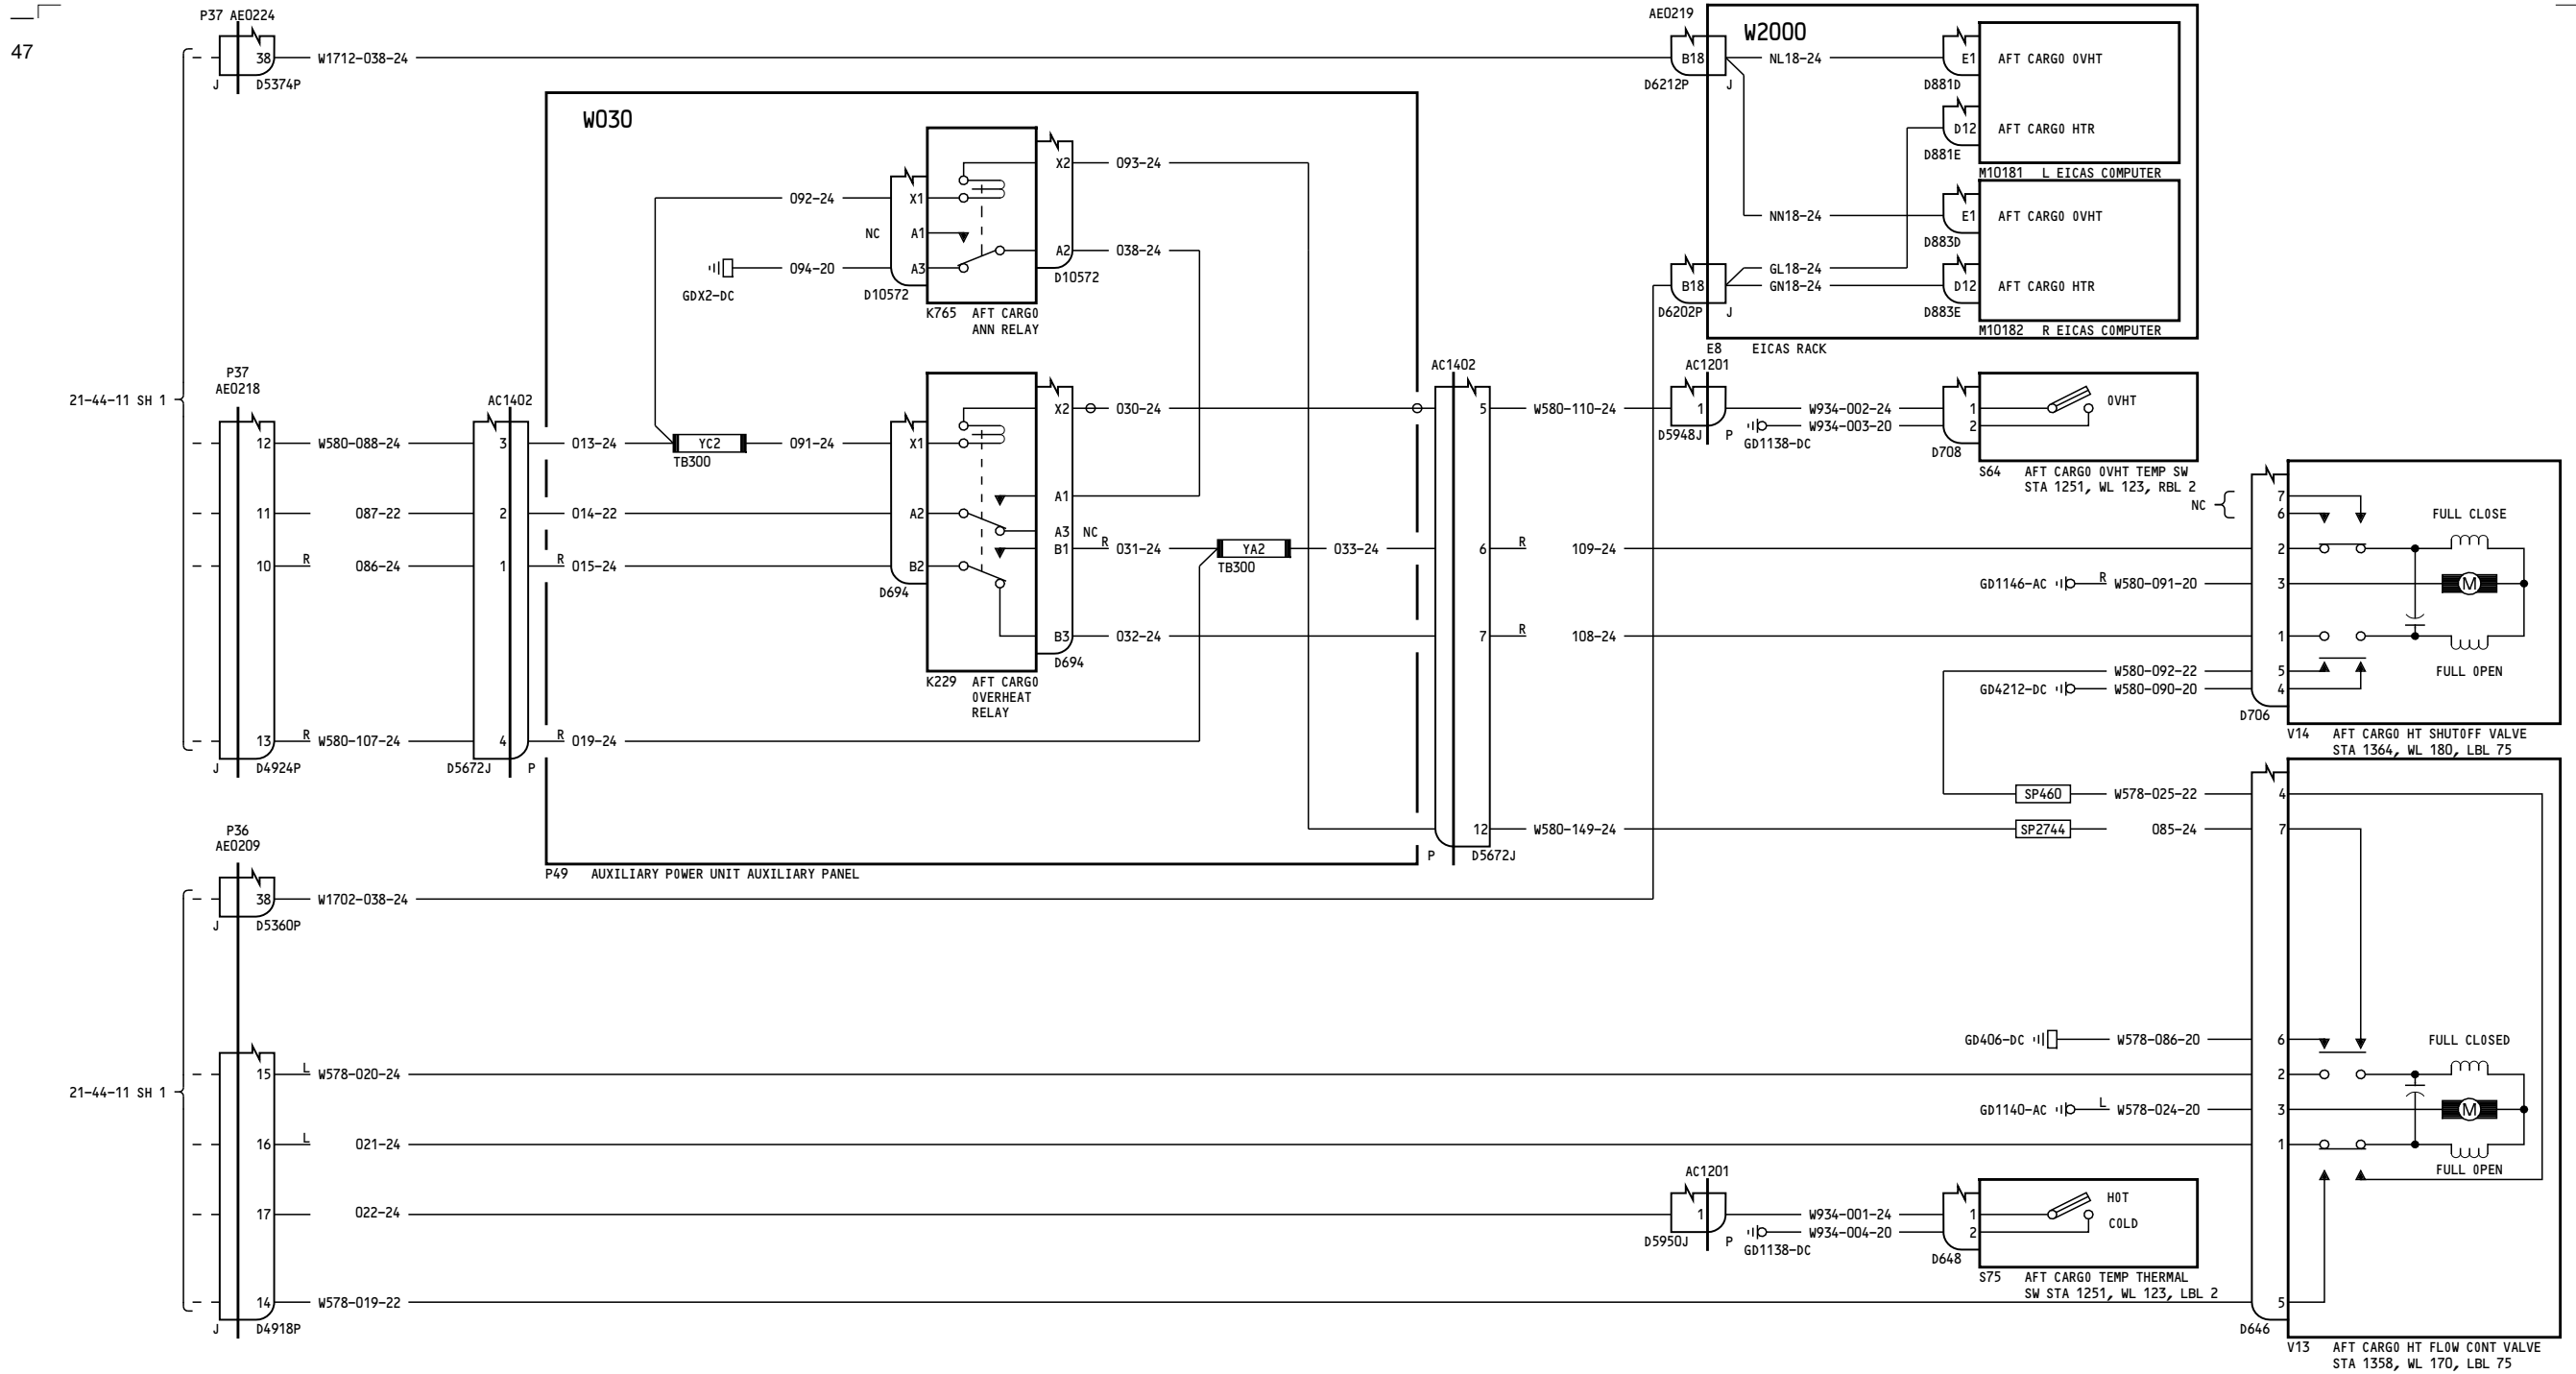 47
P37 AE0224
38
W1712-038-24
J
D5374P
AE0219
B18
D6212P
J
W2000
NL18-24
E1
AFT CARGO OVHT
D881D
D12
AFT CARGO HTR
D881E
M10181 L EICAS COMPUTER
NN18-24
E1
AFT CARGO OVHT
D883D
GL18-24
GN18-24
D12
AFT CARGO HTR
D883E
M10182 R EICAS COMPUTER
B18
D6202P
J
E8 EICAS RACK
W030
092-24
X1
NC
A1
094-20
A3
GDX2-DC
D10572
X2
093-24
A2
038-24
D10572
K765 AFT CARGO
ANN RELAY
21-44-11 SH 1
P37
AE0218
12
W580-088-24
11
087-22
10
R
086-24
13
R
W580-107-24
J
D4924P
AC1402
3
013-24
2
014-22
1
R
015-24
4
R
019-24
D5672J
P
YC2
TB300
091-24
X1
A2
B2
D694
X2
030-24
A1
A3
NC
B1
R
031-24
B3
032-24
D694
K229 AFT CARGO
OVERHEAT
RELAY
YA2
TB300
033-24
AC1402
5
W580-110-24
6
R
109-24
7
R
108-24
12
W580-149-24
P
D5672J
P49 AUXILIARY POWER UNIT AUXILIARY PANEL
AC1201
1
D5948J
P
W934-002-24
W934-003-20
GD1138-DC
1
2
D708
OVHT
S64 AFT CARGO OVHT TEMP SW
STA 1251, WL 123, RBL 2
NC
7
6
2
3
1
5
4
FULL CLOSE
M
FULL OPEN
GD1146-AC
R
W580-091-20
W580-092-22
GD4212-DC
W580-090-20
D706
V14 AFT CARGO HT SHUTOFF VALVE
STA 1364, WL 180, LBL 75
SP460
W578-025-22
4
SP2744
085-24
7
P36
AE0209
38
W1702-038-24
J
D5360P
21-44-11 SH 1
15
L
W578-020-24
16
L
021-24
17
022-24
14
W578-019-22
J
D4918P
GD406-DC
W578-086-20
6
FULL CLOSED
2
GD1140-AC
L
W578-024-20
3
M
1
FULL OPEN
AC1201
1
D5950J
P
W934-001-24
W934-004-20
GD1138-DC
1
2
D648
HOT
COLD
S75 AFT CARGO TEMP THERMAL
SW STA 1251, WL 123, LBL 2
5
D646
V13 AFT CARGO HT FLOW CONT VALVE
STA 1358, WL 170, LBL 75